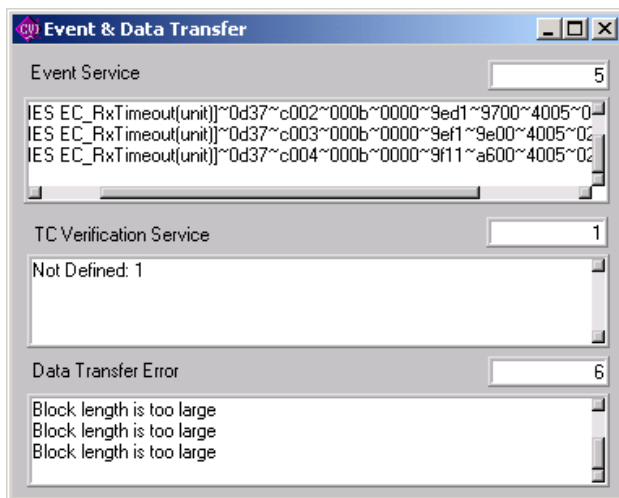 CVI Event & Data Transfer
Event Service
5
IES EC_RxTimeout(unit)]~0d37~c002~000b~0000~9ed1~9700~4005~0
IES EC_RxTimeout(unit)]~0d37~c003~000b~0000~9ef1~9e00~4005~02
IES EC_RxTimeout(unit)]~0d37~c004~000b~0000~9f11~a600~4005~02
TC Verification Service
1
Not Defined: 1
Data Transfer Error
6
Block length is too large
Block length is too large
Block length is too large